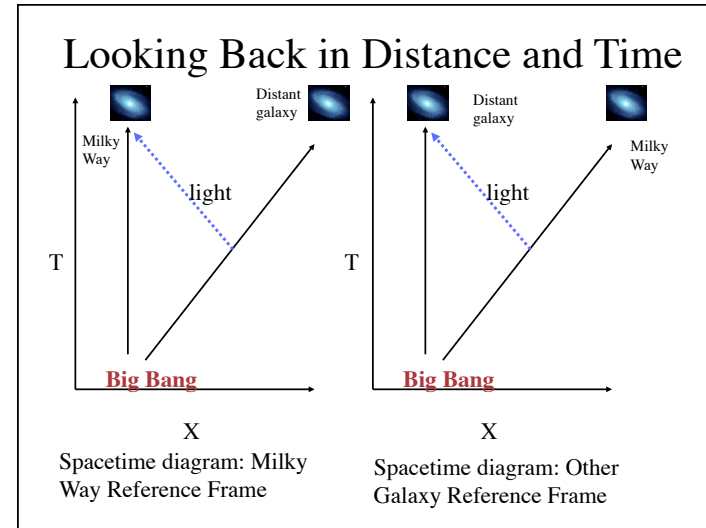 Looking Back in Distance and Time
Distant
galaxy
Milky
Way
light
T
Big Bang
X
Spacetime diagram: Milky
Way Reference Frame
Distant
galaxy
Milky
Way
light
T
Big Bang
X
Spacetime diagram: Other
Galaxy Reference Frame